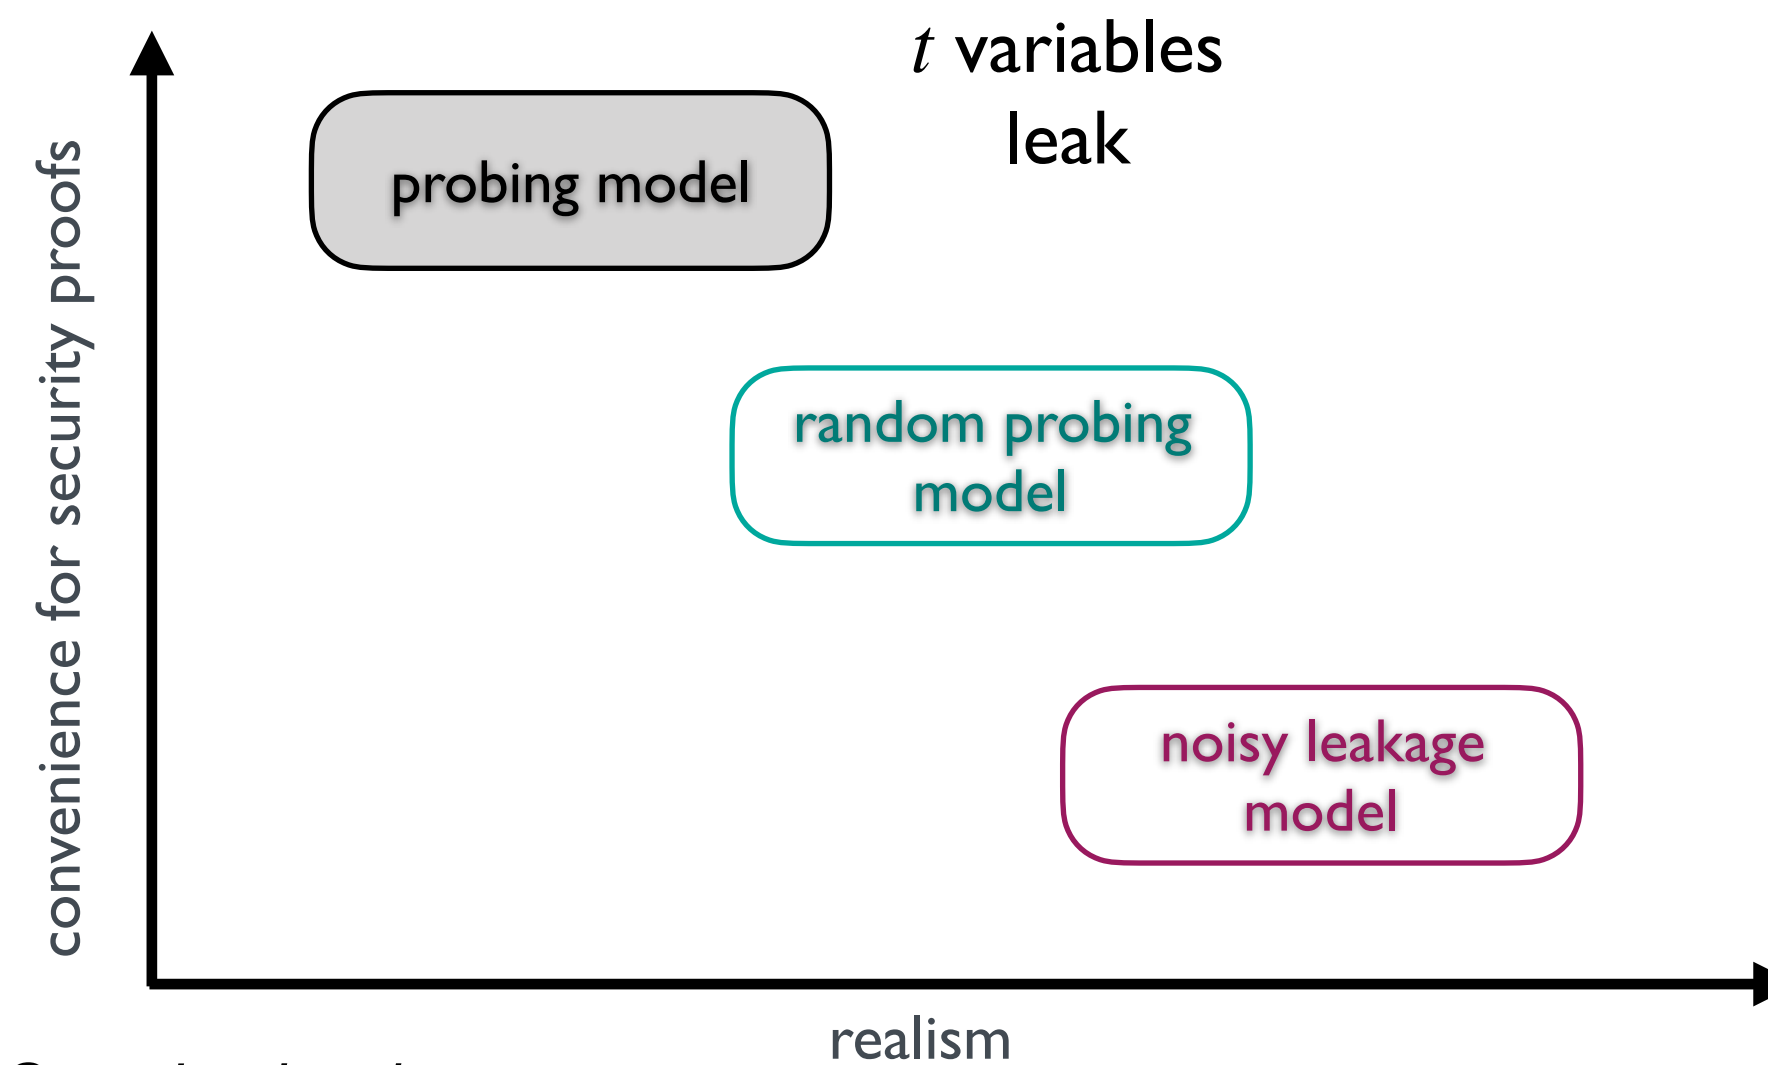 t variables
leak
probing model
convenience for security proofs
random probing
model
noisy leakage
model
realism